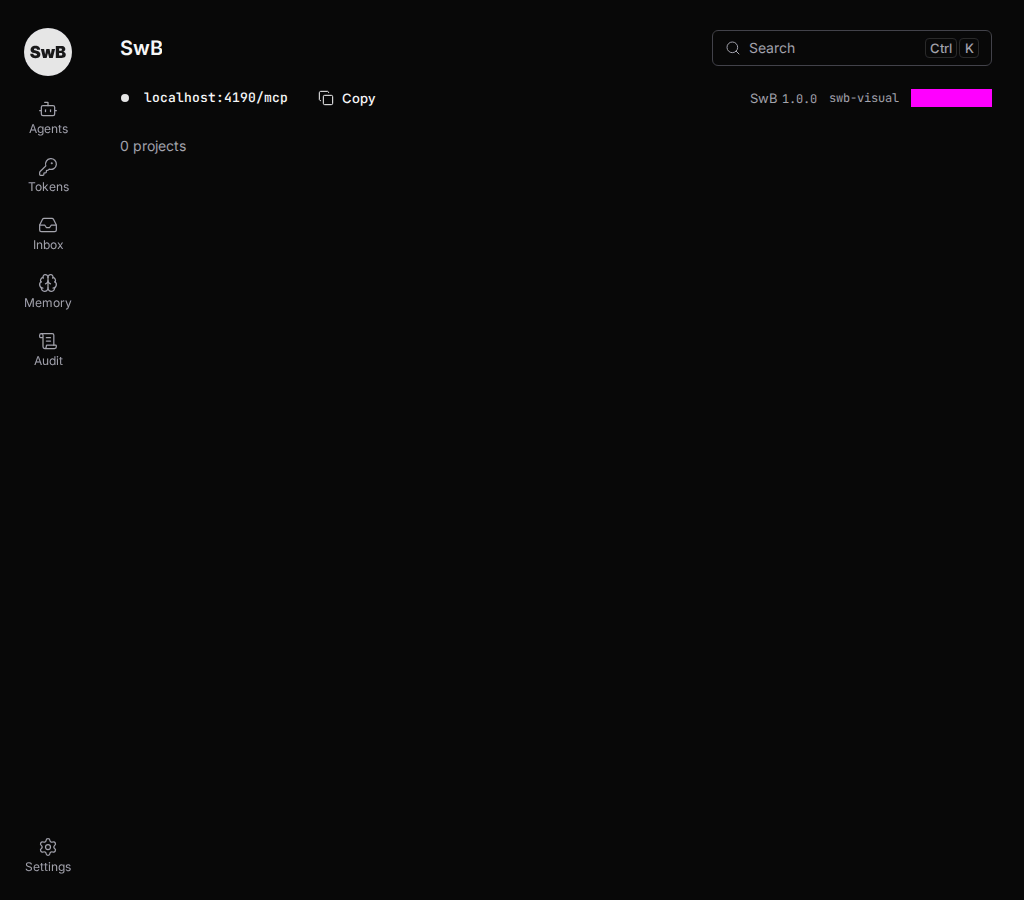 SwB
SwB
Search Ctrl K
localhost:4190/mcp Copy SwB 1.0.0 swb-visual
0 projects
Agents
Tokens
Inbox
Memory
Audit
Settings